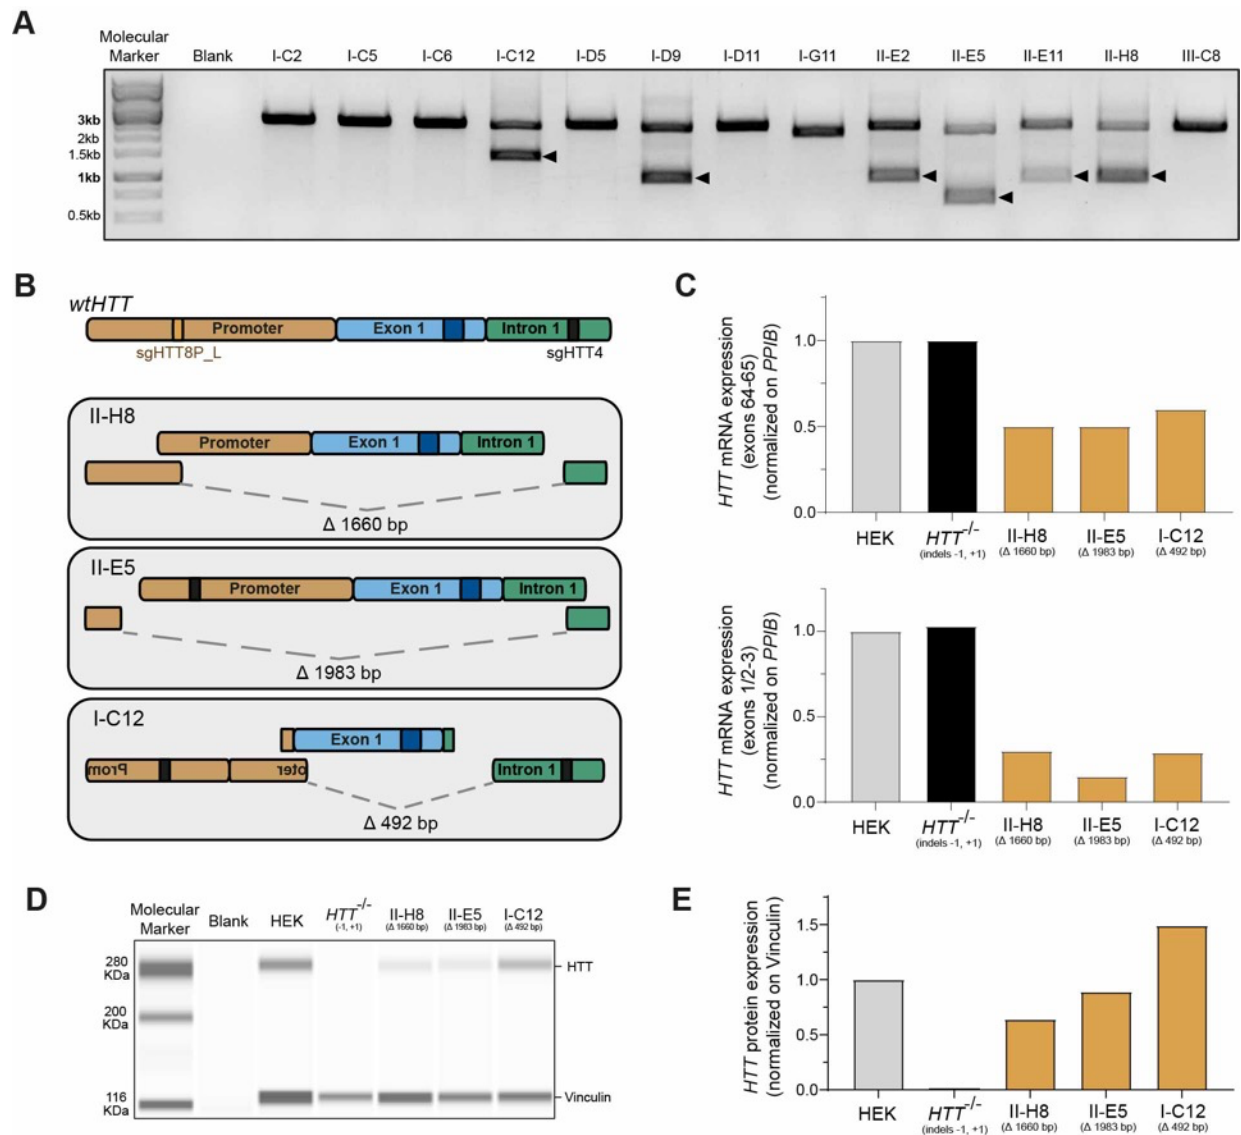 A
Molecular
Marker
Blank
I-C2
I-C5
I-C6
I-C12
I-D5
I-D9
I-D11
I-G11
II-E2
II-E5
II-E11
II-H8
III-C8
3kb
2kb
1.5kb
1kb
0.5kb
B
wtHTT
Promoter
Exon 1
Intron 1
sgHTT8P_L
sgHTT4
II-H8
Promoter
Exon 1
Intron 1
Δ 1660 bp
II-E5
Promoter
Exon 1
Intron 1
Δ 1983 bp
I-C12
Exon 1
Prom
oter
Intron 1
Δ 492 bp
C
HTT mRNA expression
(exons 64-65)
(normalized on PPIB)
1.0
0.5
0.0
HEK
HTT-/-
(indels -1, +1)
II-H8
(Δ 1660 bp)
II-E5
(Δ 1983 bp)
I-C12
(Δ 492 bp)
HTT mRNA expression
(exons 1/2-3)
(normalized on PPIB)
1.0
0.5
0.0
HEK
HTT-/-
(indels -1, +1)
II-H8
(Δ 1660 bp)
II-E5
(Δ 1983 bp)
I-C12
(Δ 492 bp)
D
Molecular
Marker
Blank
HEK
HTT-/-
(-1, +1)
II-H8
(Δ 1660 bp)
II-E5
(Δ 1983 bp)
I-C12
(Δ 492 bp)
280
KDa
200
KDa
116
KDa
HTT
Vinculin
E
HTT protein expression
(normalized on Vinculin)
1.5
1.0
0.5
0.0
HEK
HTT-/-
(indels -1, +1)
II-H8
(Δ 1660 bp)
II-E5
(Δ 1983 bp)
I-C12
(Δ 492 bp)